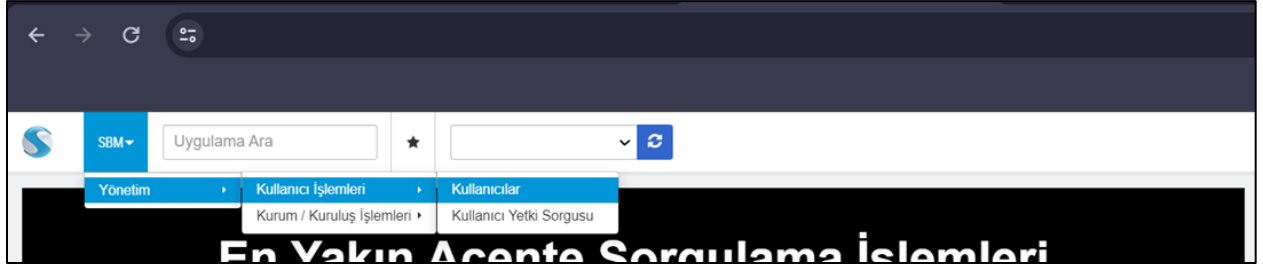 SBM
Uygulama Ara
Yönetim
Kullanıcı İşlemleri
Kullanıcılar
Kurum / Kuruluş İşlemleri
Kullanıcı Yetki Sorgusu
En Yakın Acente Sorgulama İşlemleri